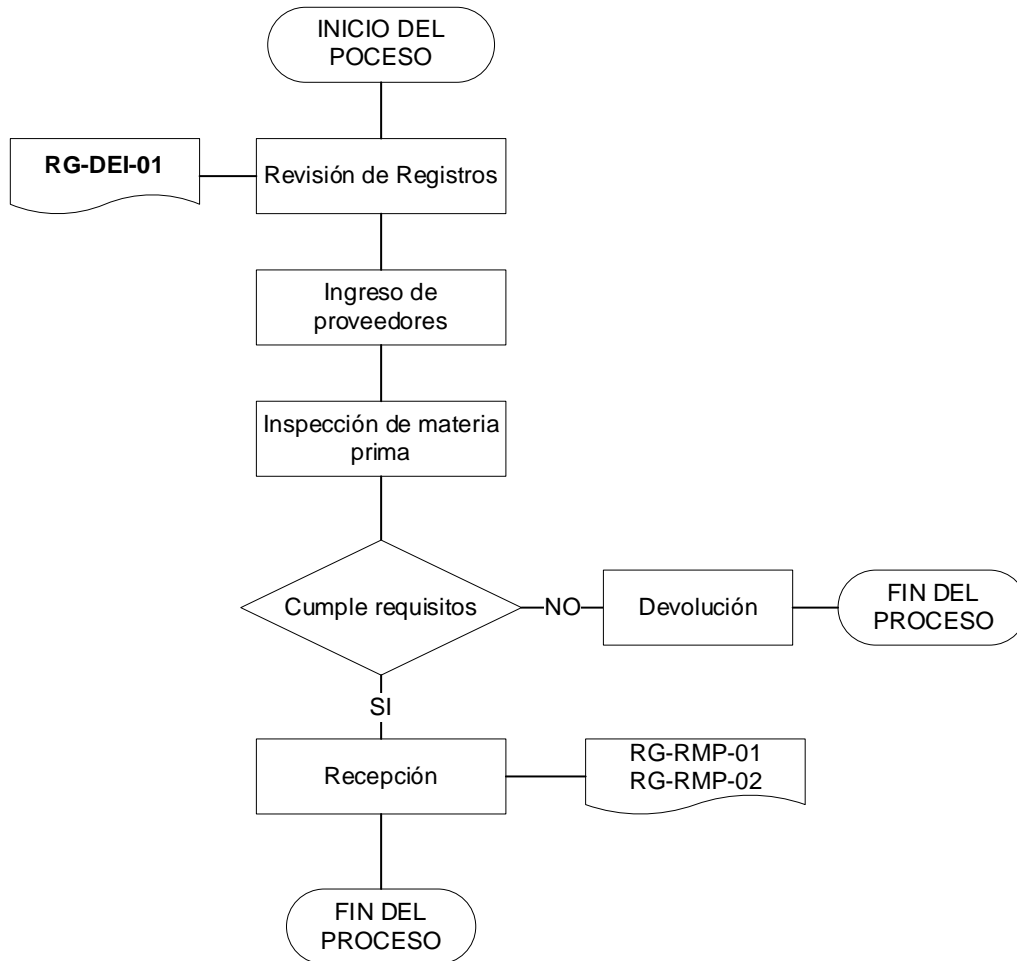 INICIO DEL
POCESO
RG-DEI-01
Revisión de Registros
Ingreso de
proveedores
Inspección de materia
prima
Cumple requisitos
NO
Devolución
FIN DEL
PROCESO
SI
Recepción
RG-RMP-01
RG-RMP-02
FIN DEL
PROCESO